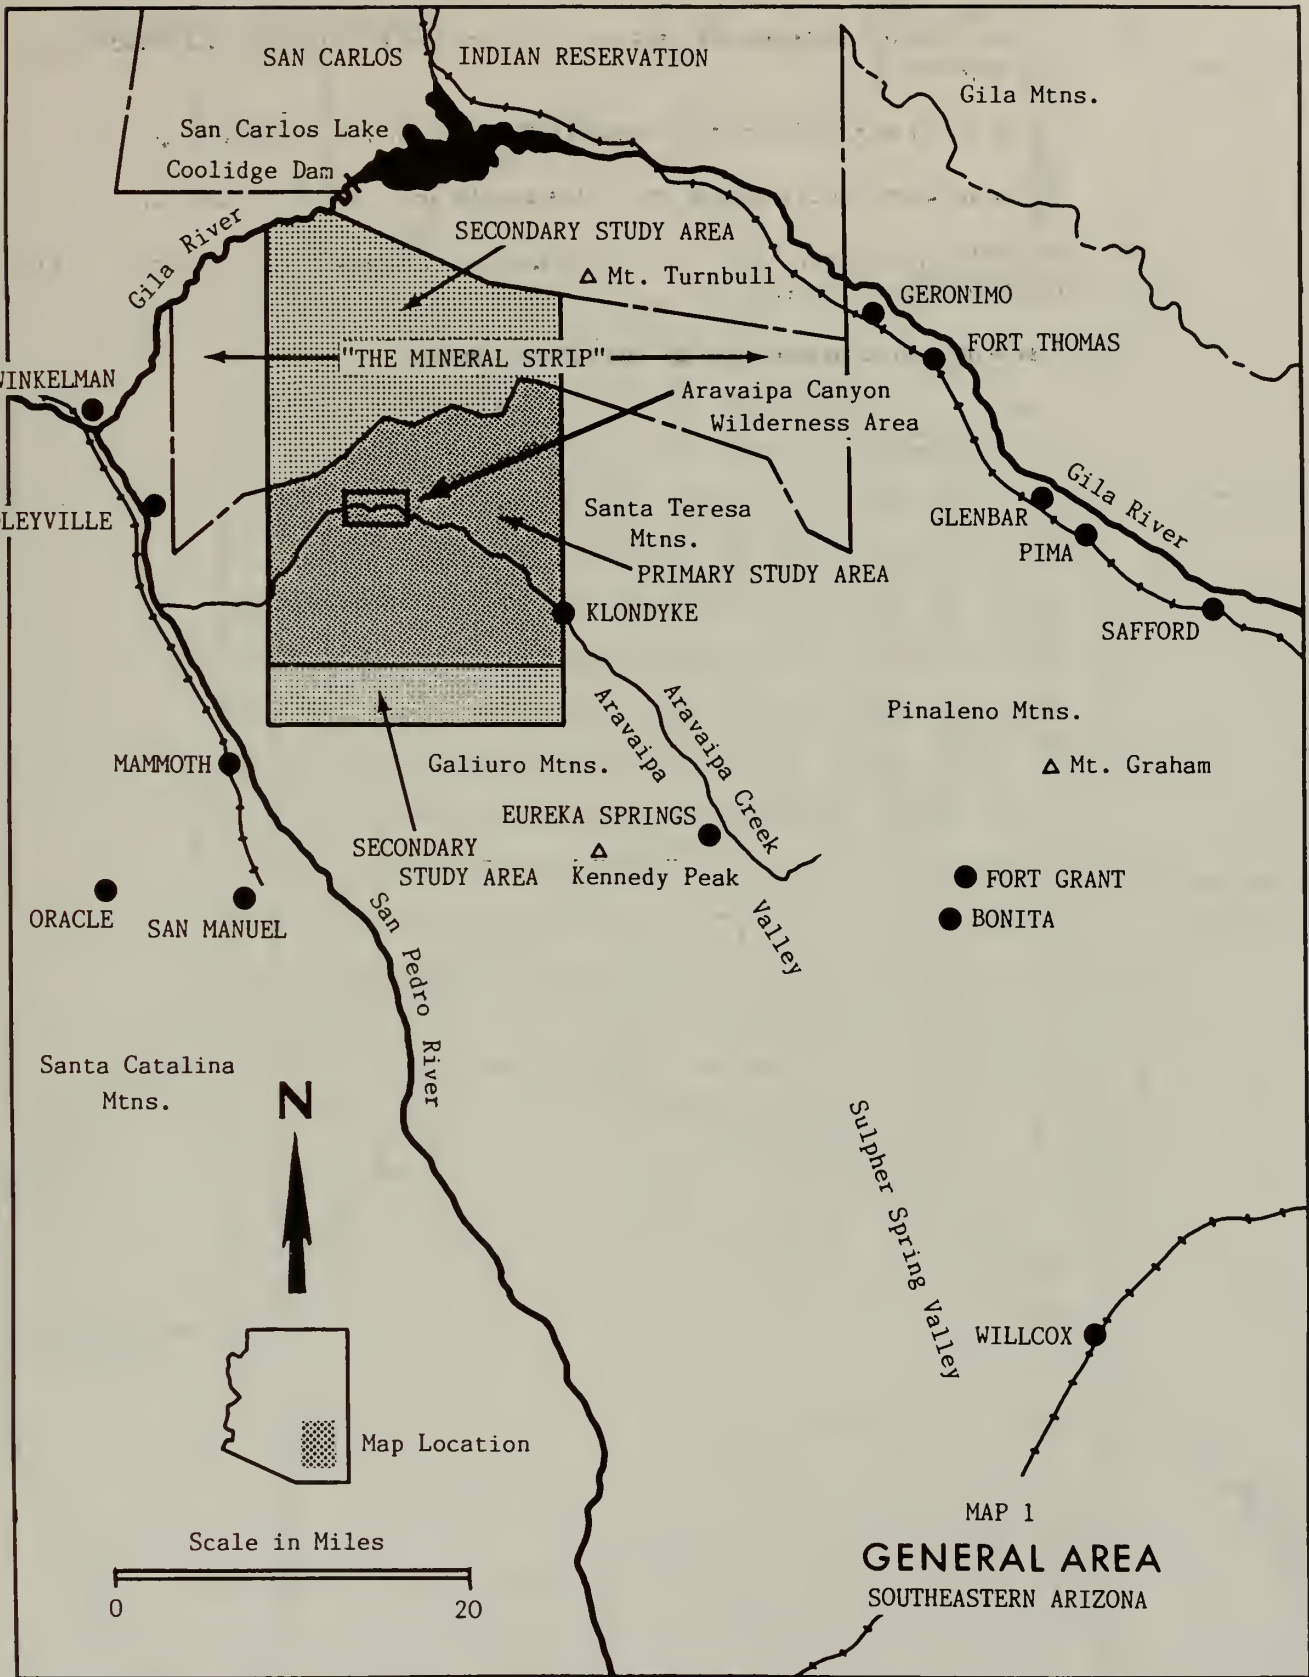 SAN CARLOS INDIAN RESERVATION
Gila Mtns.
San Carlos Lake
Coolidge Dam
Gila River
SECONDARY STUDY AREA
Mt. Turnbull
GERONIMO
FORT THOMAS
"THE MINERAL STRIP"
WINKELMAN
Aravaipa Canyon
Wilderness Area
Gila River
DLEYVILLE
Santa Teresa
Mtns.
GLENBAR
PIMA
PRIMARY STUDY AREA
KLONDYKE
SAFFORD
Aravaipa Creek
Aravaipa
Valley
Pinaleno Mtns.
MAMMOTH
Galiuro Mtns.
Mt. Graham
EUREKA SPRINGS
SECONDARY
STUDY AREA
Kennedy Peak
FORT GRANT
BONITA
ORACLE
SAN MANUEL
San Pedro River
Santa Catalina
Mtns.
N
Sulpher Spring Valley
WILLCOX
Map Location
Scale in Miles
0 20
MAP 1
GENERAL AREA
SOUTHEASTERN ARIZONA